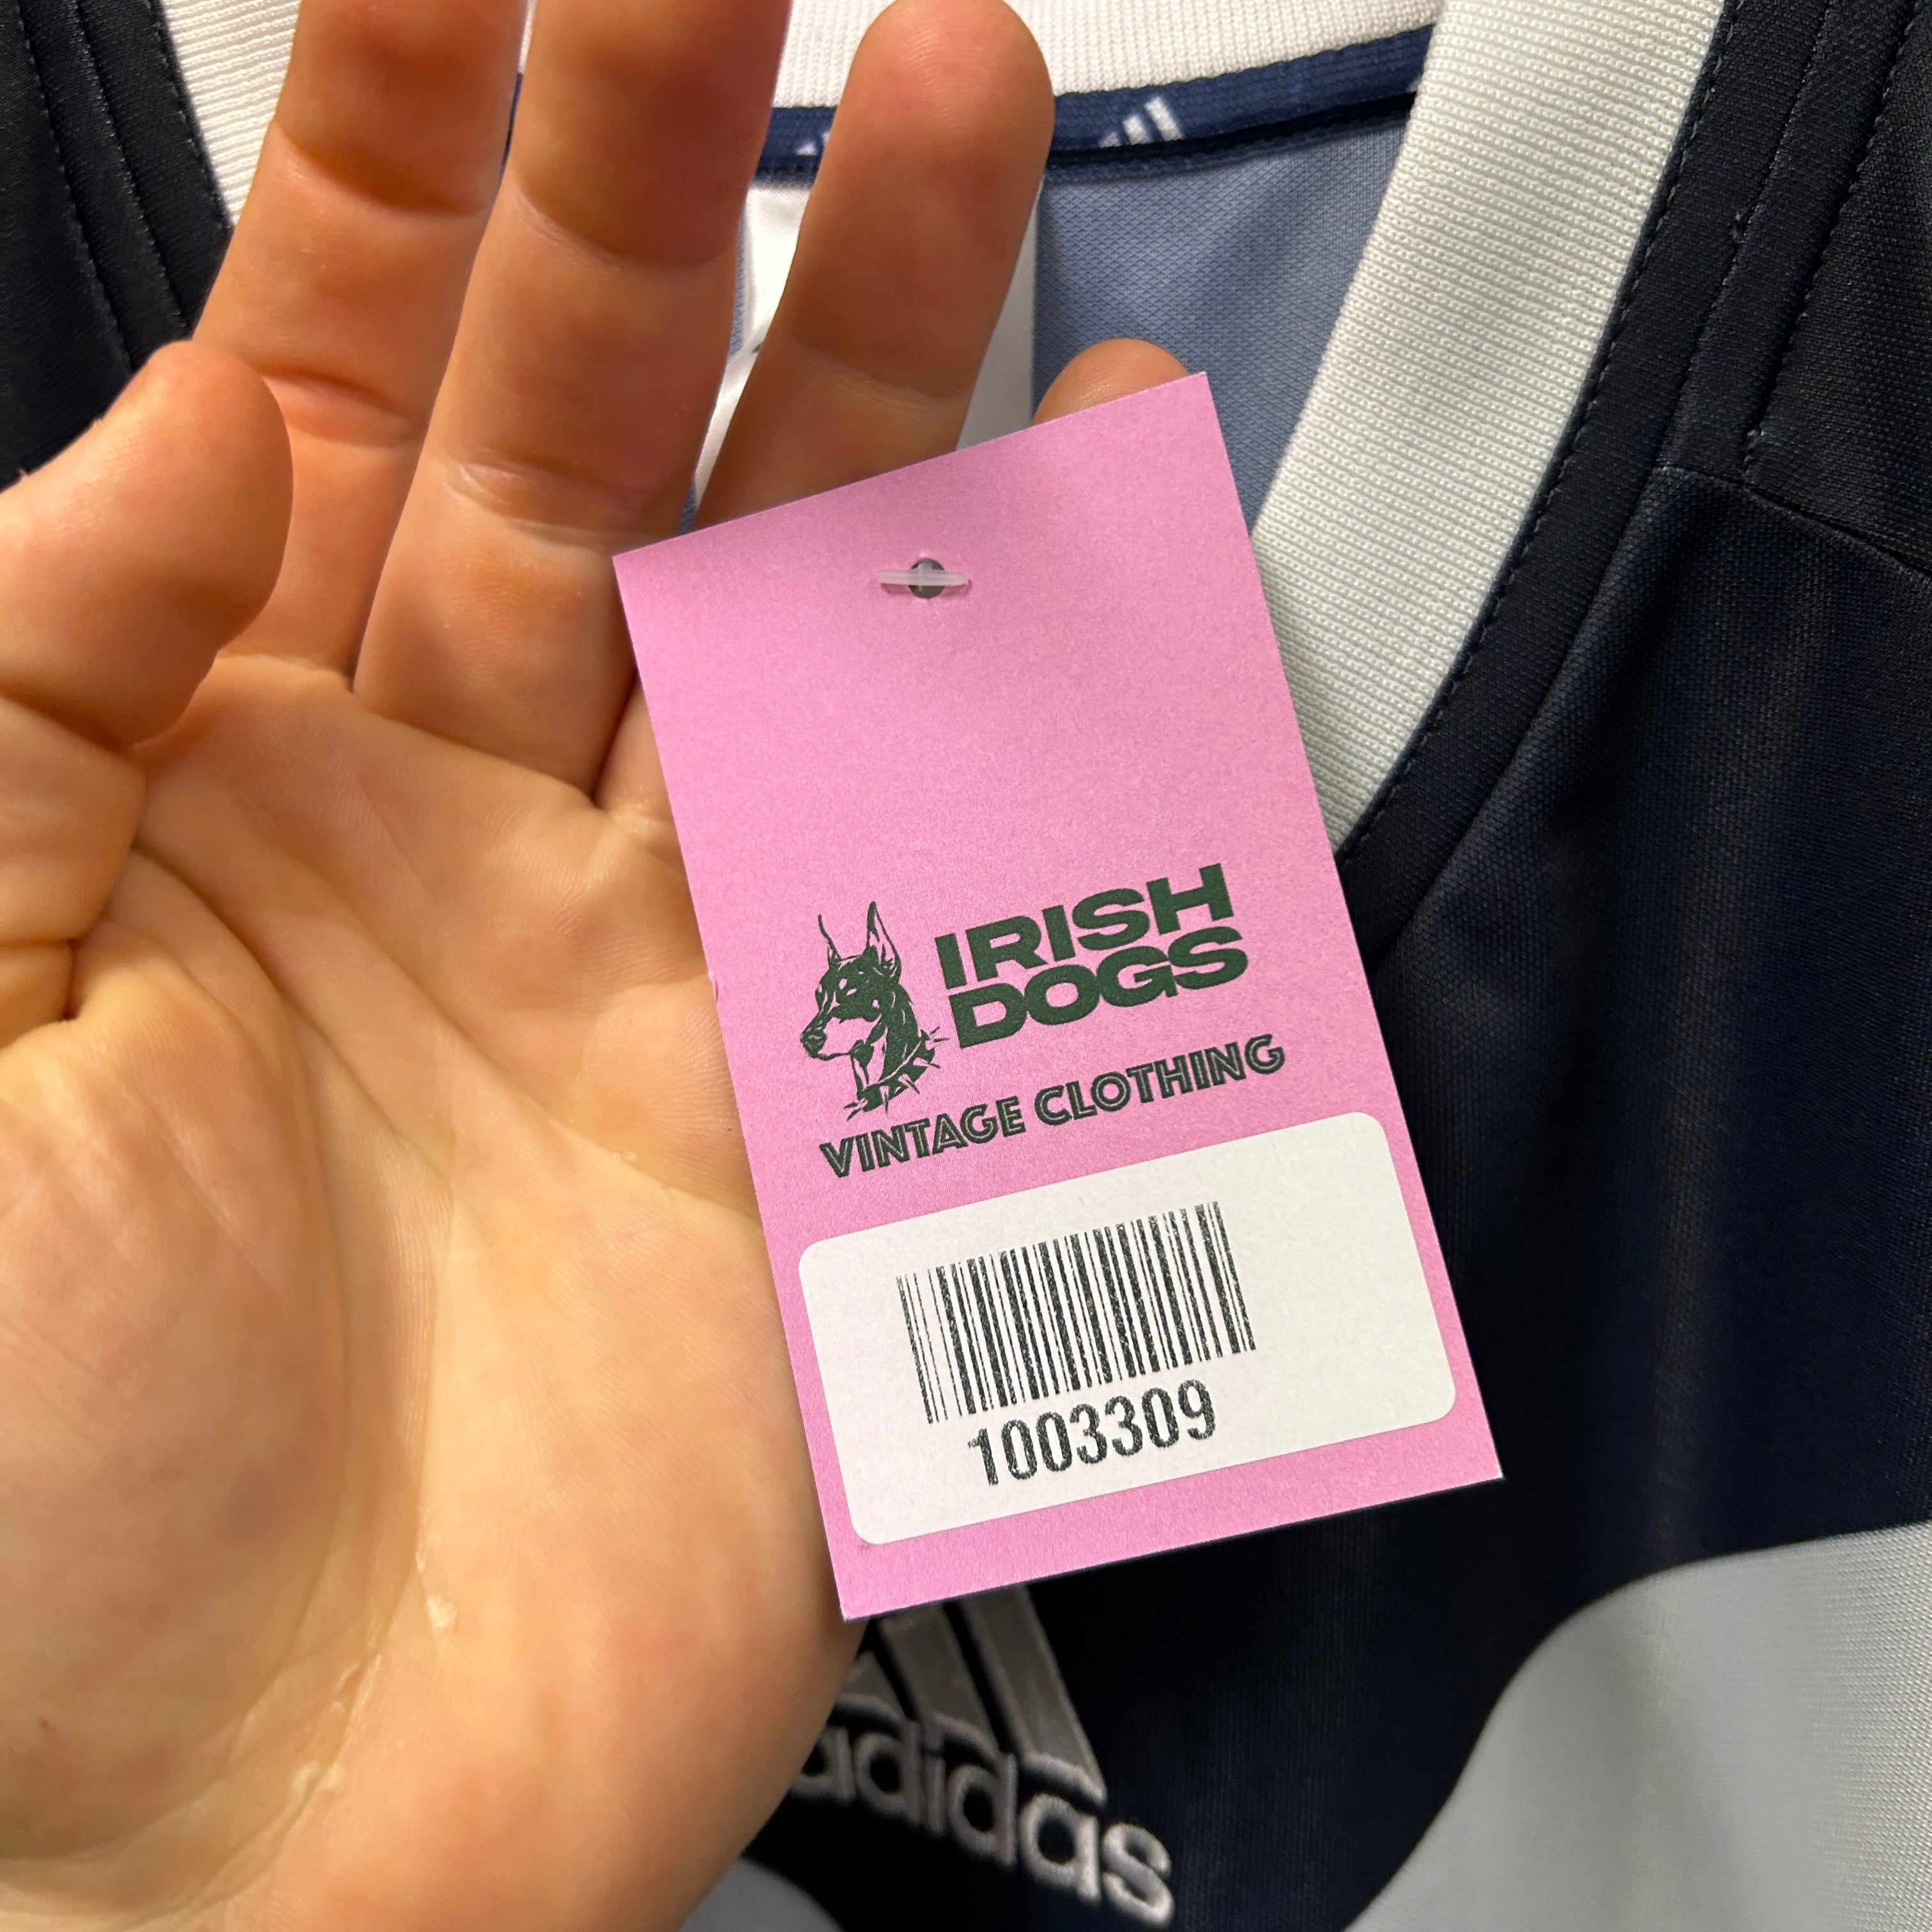 IRISH
DOGS
VINTAGE CLOTHING
1003309
adidas